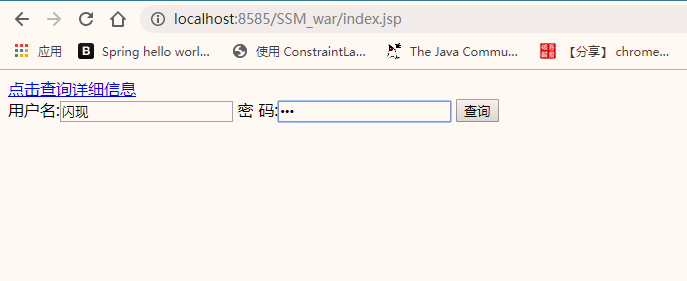 localhost:8585/SSM_war/index.jsp
应用 B Spring hello worl... 使用 ConstraintLa... The Java Commu... 【分享】 chrome...
点击查询详细信息
用户名:闪现 密 码:••• 查询